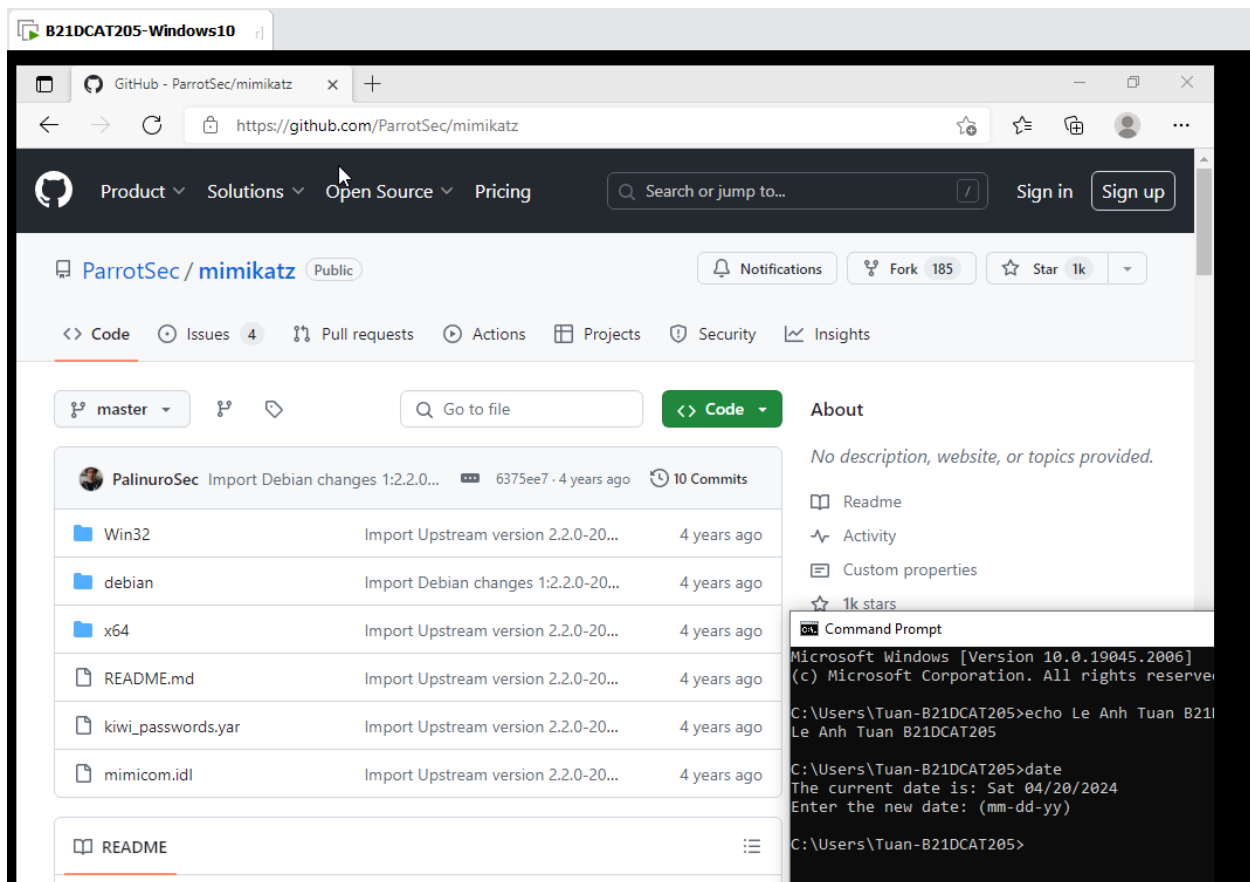 B21DCAT205-Windows10
GitHub - ParrotSec/mimikatz
https://github.com/ParrotSec/mimikatz
Product Solutions Open Source Pricing Search or jump to... / Sign in Sign up
ParrotSec / mimikatz Public Notifications Fork 185 Star 1k
<> Code Issues 4 Pull requests Actions Projects Security Insights
master Go to file <> Code
PalinuroSec Import Debian changes 1:2.2.0... 6375ee7 · 4 years ago 10 Commits
Win32 Import Upstream version 2.2.0-20... 4 years ago
debian Import Debian changes 1:2.2.0-20... 4 years ago
x64 Import Upstream version 2.2.0-20... 4 years ago
README.md Import Upstream version 2.2.0-20... 4 years ago
kiwi_passwords.yar Import Upstream version 2.2.0-20... 4 years ago
mimicom.idl Import Upstream version 2.2.0-20... 4 years ago
README
About
No description, website, or topics provided.
Readme
Activity
Custom properties
1k stars
Command Prompt
Microsoft Windows [Version 10.0.19045.2006]
(c) Microsoft Corporation. All rights reserve
C:\Users\Tuan-B21DCAT205>echo Le Anh Tuan B21
Le Anh Tuan B21DCAT205
C:\Users\Tuan-B21DCAT205>date
The current date is: Sat 04/20/2024
Enter the new date: (mm-dd-yy)
C:\Users\Tuan-B21DCAT205>